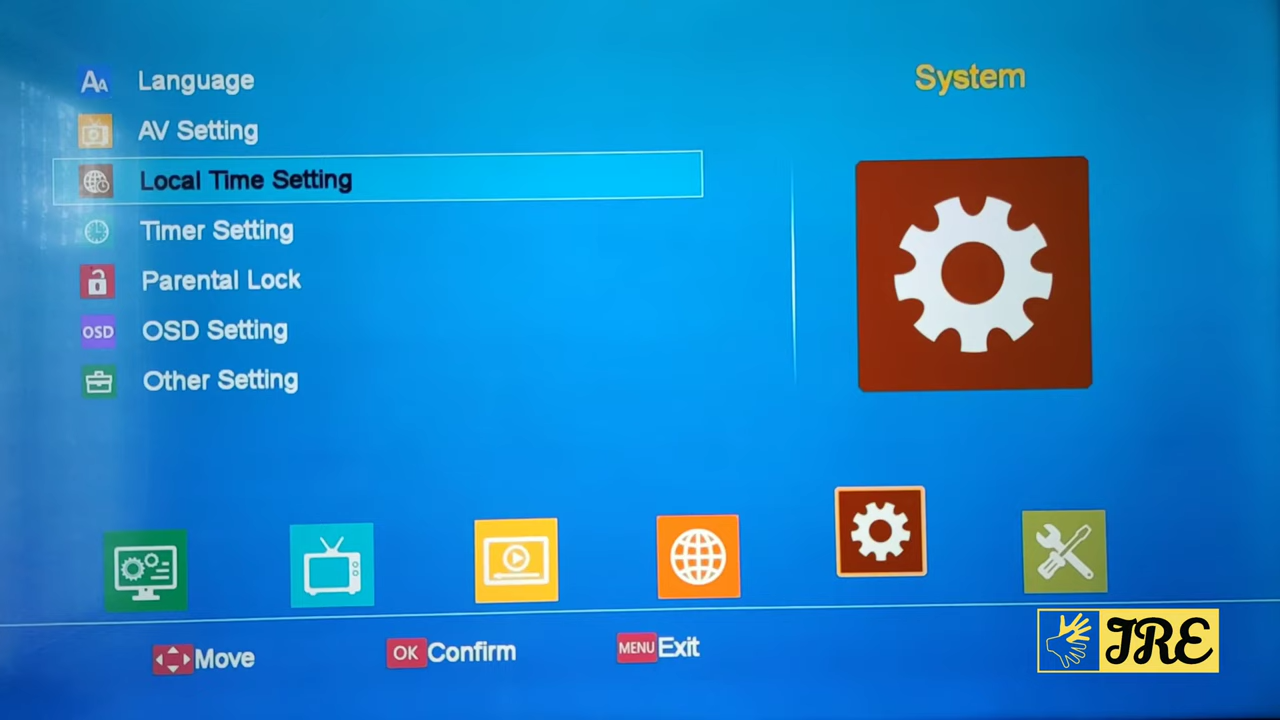 Language
AV Setting
Local Time Setting
Timer Setting
Parental Lock
OSD
OSD Setting
Other Setting
System
OK Confirm
Move
MENU Exit
JRE